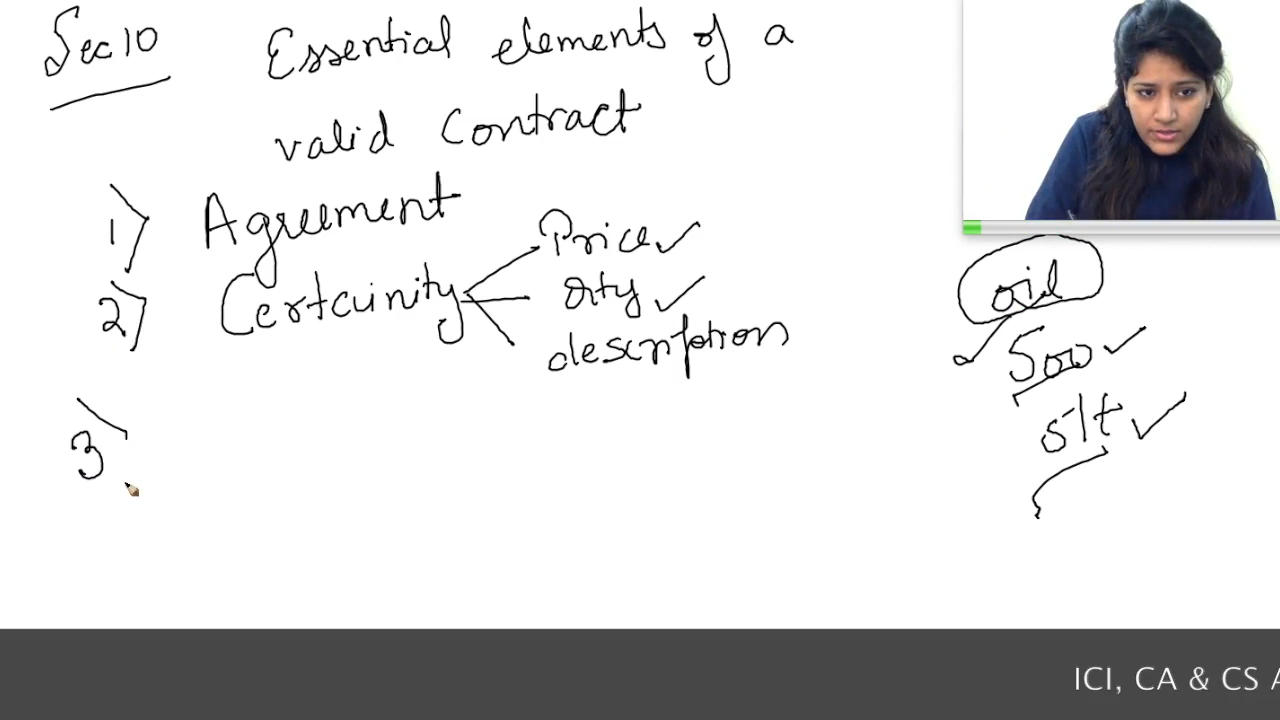 Sec 10 Essential elements of a
valid Contract
1) Agreement
2) Certainity
Price
Qty
description
3
oil
500
5lt
ICI, CA & CS A